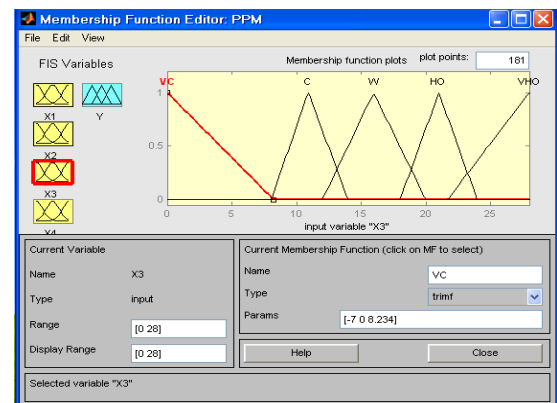 Membership Function Editor: PPM
File Edit View
FIS Variables
Membership function plots
plot points:
181
X1
Y
X2
X3
X4
VC
C
W
HO
VHO
1
0.5
0
0
5
10
15
20
25
input variable "X3"
Current Variable
Name
X3
Type
input
Range
[0 28]
Display Range
[0 28]
Current Membership Function (click on MF to select)
Name
VC
Type
trimf
Params
[-7 0 8.234]
Help
Close
Selected variable "X3"